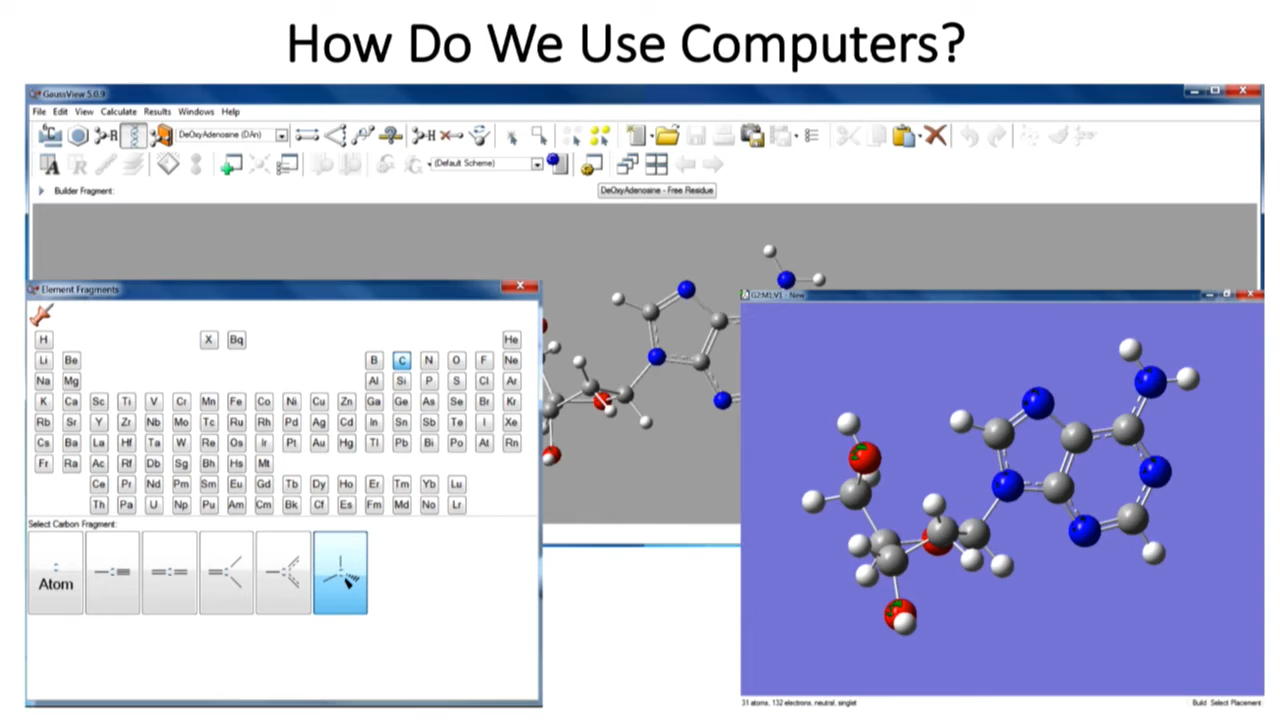 How Do We Use Computers?
GaussView 5.0.9
File Edit View Calculate Results Windows Help
DeOxyAdenosine (DAn)
(Default Scheme)
Builder Fragment:
DeOxyAdenosine - Free Residue
Element Fragments
G2:M1:V1 - New
H X Bq He
Li Be B C N O F Ne
Na Mg Al Si P S Cl Ar
K Ca Sc Ti V Cr Mn Fe Co Ni Cu Zn Ga Ge As Se Br Kr
Rb Sr Y Zr Nb Mo Tc Ru Rh Pd Ag Cd In Sn Sb Te I Xe
Cs Ba La Hf Ta W Re Os Ir Pt Au Hg Tl Pb Bi Po At Rn
Fr Ra Ac Rf Db Sg Bh Hs Mt
Ce Pr Nd Pm Sm Eu Gd Tb Dy Ho Er Tm Yb Lu
Th Pa U Np Pu Am Cm Bk Cf Es Fm Md No Lr
Select Carbon Fragment:
Atom
31 atoms, 132 electrons, neutral, singlet
Build Select Placement